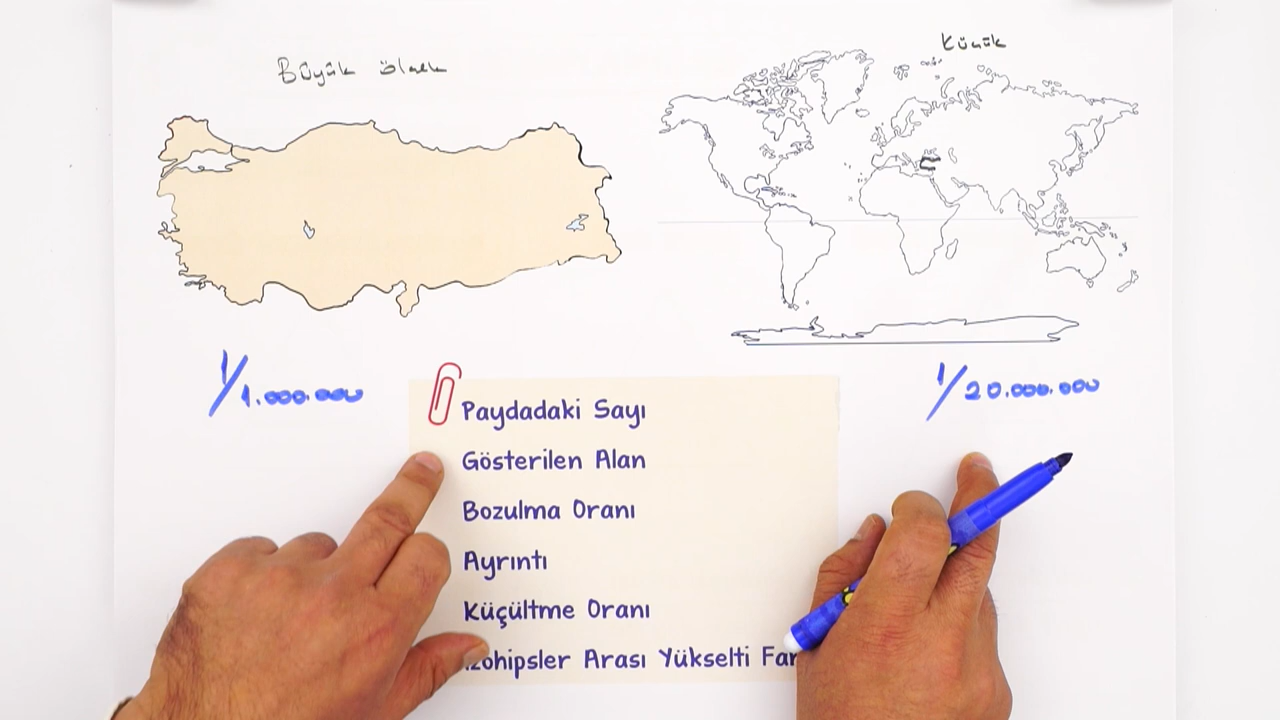 Büyük ölçek
Küçük
1/1.000.000
1/20.000.000
Paydadaki Sayı
Gösterilen Alan
Bozulma Oranı
Ayrıntı
Küçültme Oranı
zohipsler Arası Yükselti Far